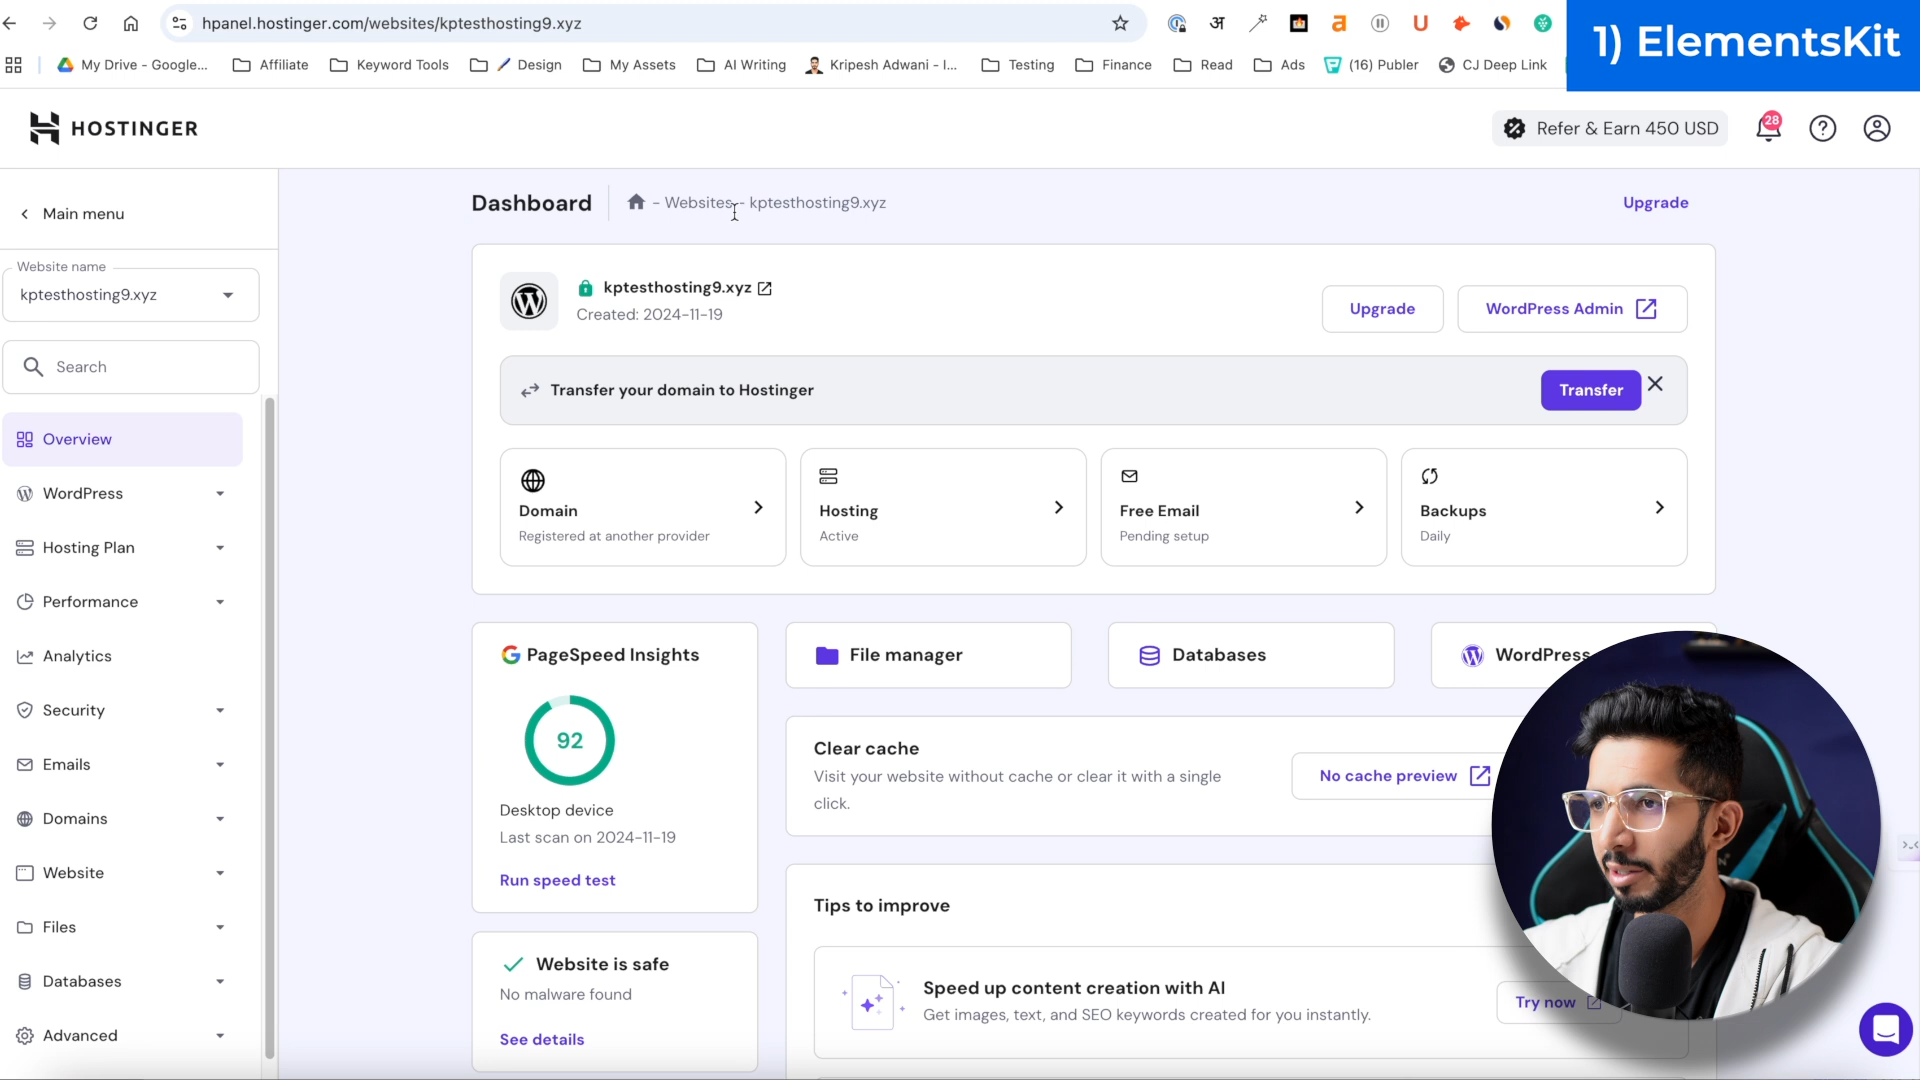 hpanel.hostinger.com/websites/kptesthosting9.xyz
अ
a
U
1) ElementsKit
My Drive - Google...
Affiliate
Keyword Tools
Design
My Assets
AI Writing
Kripesh Adwani - I...
Testing
Finance
Read
Ads
(16) Publer
CJ Deep Link
HOSTINGER
Refer & Earn 450 USD
28
Main menu
Dashboard
- Websites - kptesthosting9.xyz
Upgrade
Website name
kptesthosting9.xyz
kptesthosting9.xyz
Created: 2024-11-19
Upgrade
WordPress Admin
Search
Transfer your domain to Hostinger
Transfer
Overview
WordPress
Hosting Plan
Performance
Analytics
Security
Emails
Domains
Website
Files
Databases
Advanced
Domain
Registered at another provider
Hosting
Active
Free Email
Pending setup
Backups
Daily
PageSpeed Insights
92
Desktop device
Last scan on 2024-11-19
Run speed test
File manager
Databases
WordPress
Clear cache
Visit your website without cache or clear it with a single
click.
No cache preview
Website is safe
No malware found
See details
Tips to improve
Speed up content creation with AI
Get images, text, and SEO keywords created for you instantly.
Try now